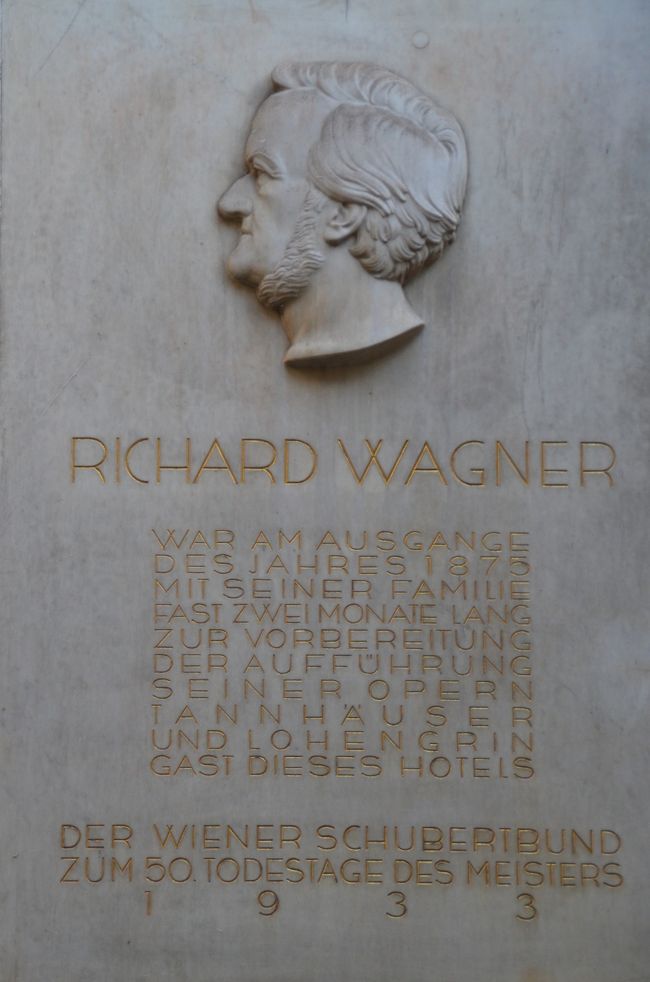 RICHARD WAGNER
WAR AM AUSGANGE
DES JAHRES 1875
MIT SEINER FAMILIE
FAST ZWEI MONATE LANG
ZUR VORBEREITUNG
DER AUFFÜHRUNG
SEINER OPERN
TANNHÄUSER
UND LOHENGRIN
GAST DIESES HOTELS
DER WIENER SCHUBERTBUND
ZUM 50. TODESTAGE DES MEISTERS
1933